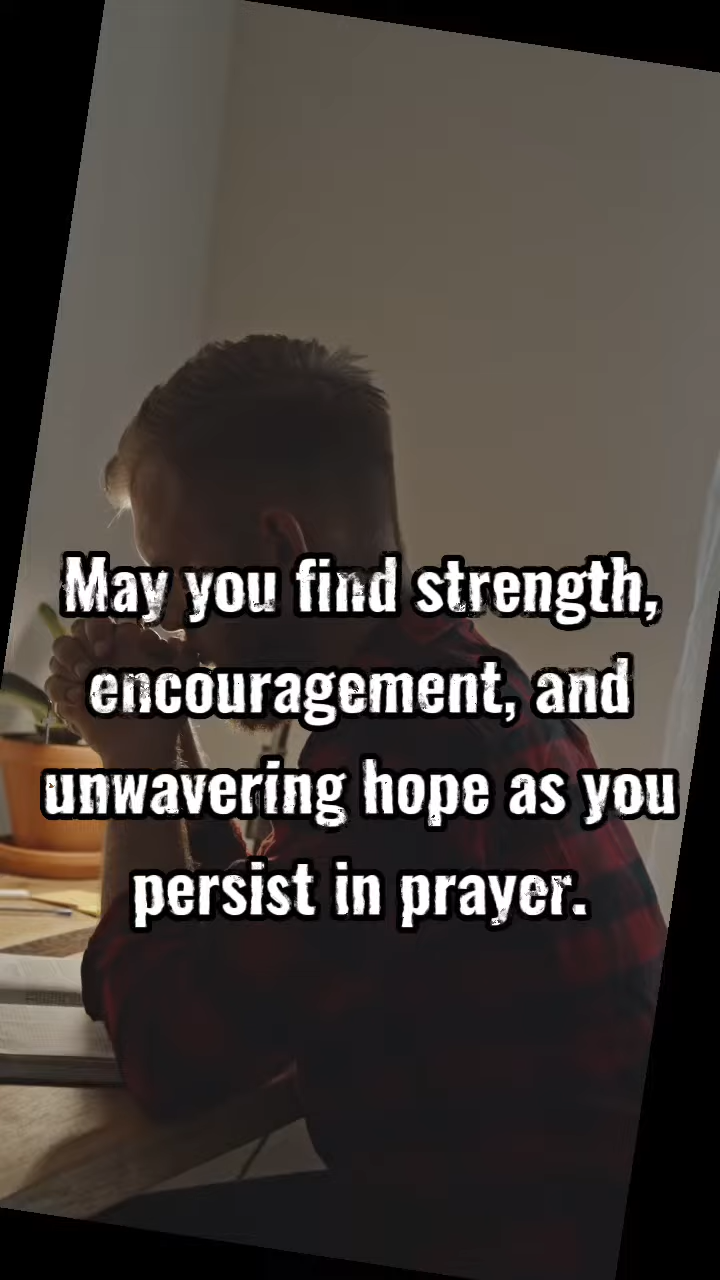 May you find strength,
encouragement, and
unwavering hope as you
persist in prayer.